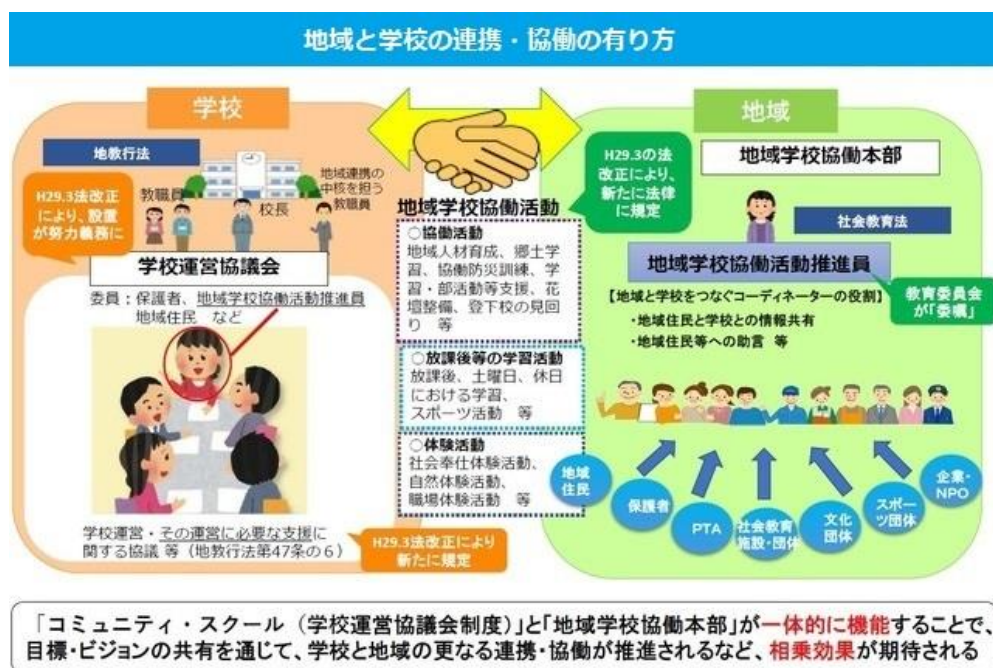 地域と学校の連携・協働の有り方
学校
地教行法
H29.3法改正
により、設置
が努力義務に
教職員
校長
地域連携の
中核を担う
教職員
学校運営協議会
委員：保護者、地域学校協働活動推進員
地域住民 など
学校運営・その運営に必要な支援に
関する協議 等（地教行法第47条の６）
H29.3法改正により
新たに規定
地域学校協働活動
○協働活動
地域人材育成、郷土学
習、協働防災訓練、学
習・部活動等支援、花
壇整備、登下校の見回
り 等
○放課後等の学習活動
放課後、土曜日、休日
における学習、
スポーツ活動 等
○体験活動
社会奉仕体験活動、
自然体験活動、
職場体験活動 等
地域
H29.3の法
改正により、
新たに法律
に規定
地域学校協働本部
社会教育法
地域学校協働活動推進員
教育委員会
が「委嘱」
【地域と学校をつなぐコーディネーターの役割】
・地域住民と学校との情報共有
・地域住民等への助言 等
地域
住民
保護者
PTA
社会教育
施設・団体
文化
団体
スポー
ツ団体
企業・
NPO
「コミュニティ・スクール（学校運営協議会制度）」と「地域学校協働本部」が一体的に機能することで、
目標・ビジョンの共有を通じて、学校と地域の更なる連携・協働が推進されるなど、相乗効果が期待される